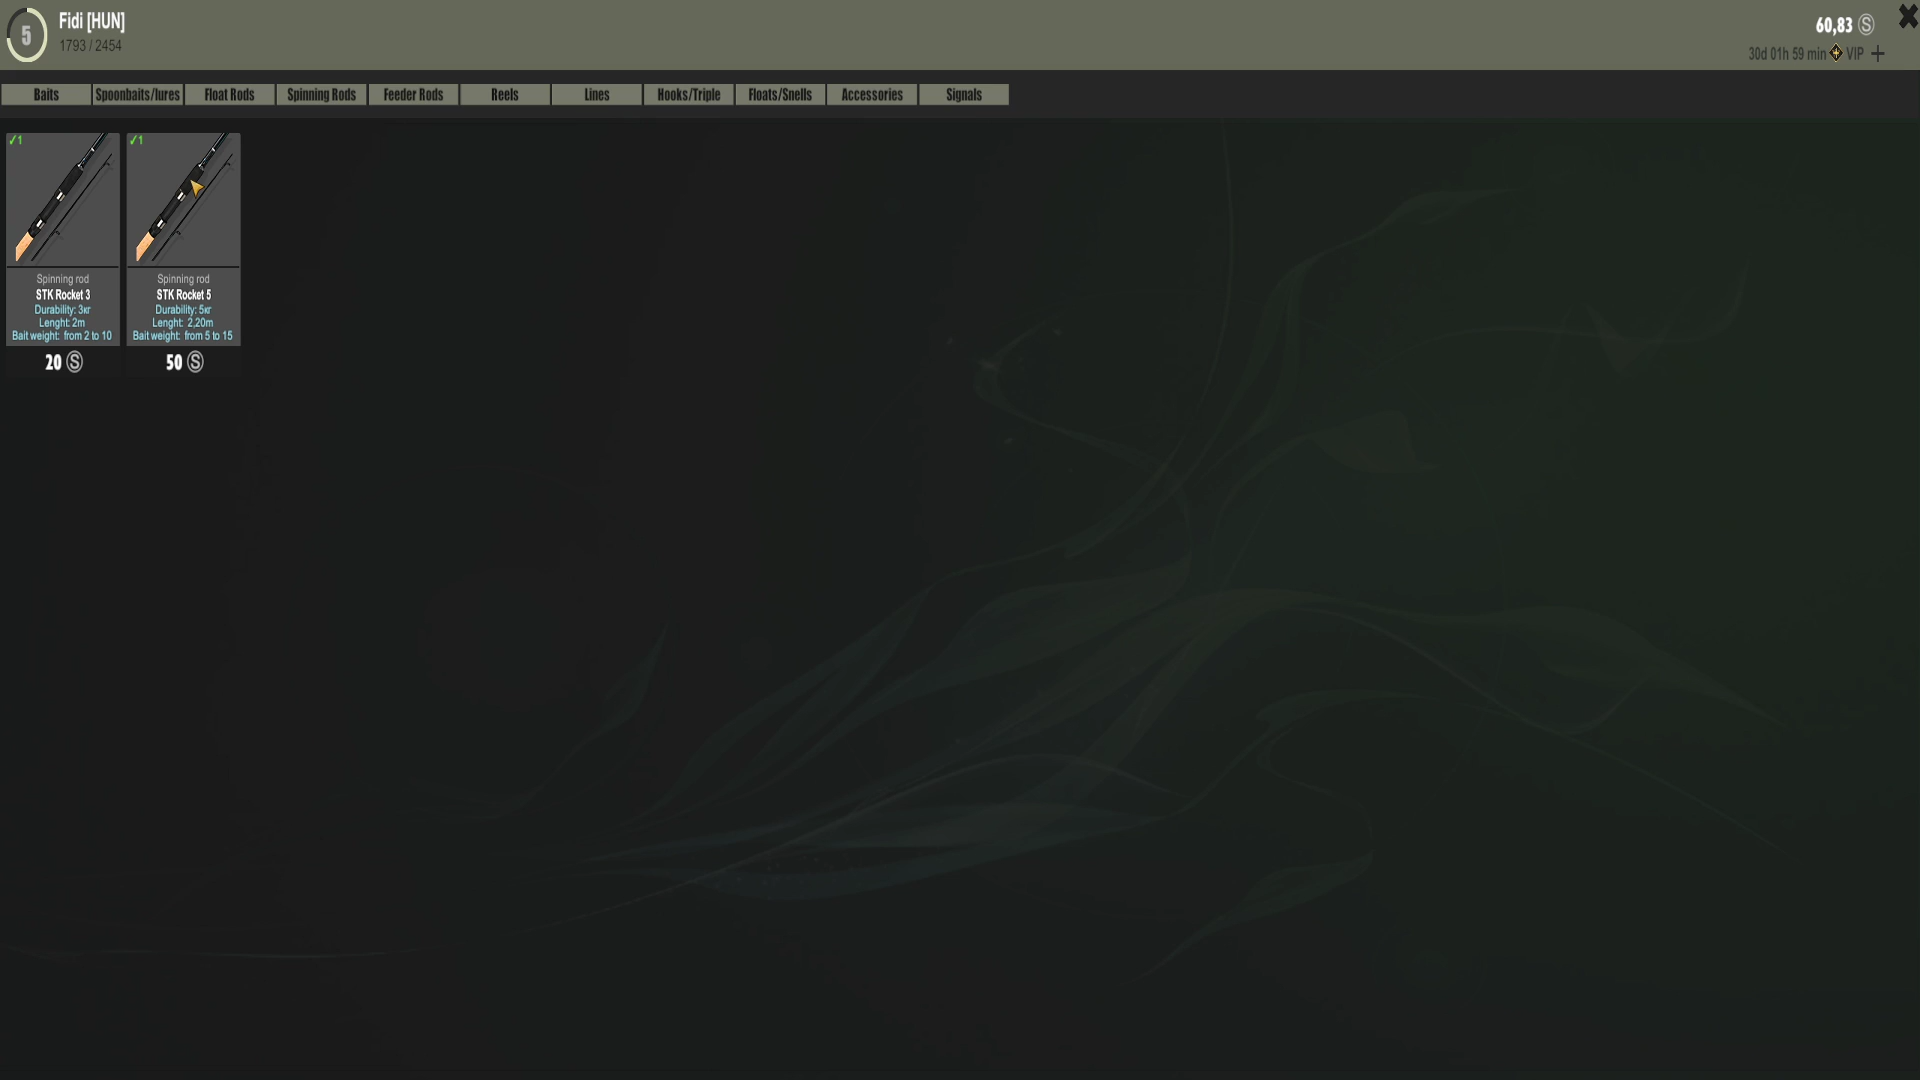 5
Fidi [HUN]
1793 / 2454
60,83 S
30d 01h 59 min VIP +
Baits Spoonbaits/lures Float Rods Spinning Rods Feeder Rods Reels Lines Hooks/Triple Floats/Snells Accessories Signals
✓1
Spinning rod
STK Rocket 3
Durability: 3кг
Lenght: 2m
Bait weight: from 2 to 10
20 S
✓1
Spinning rod
STK Rocket 5
Durability: 5кг
Lenght: 2,20m
Bait weight: from 5 to 15
50 S